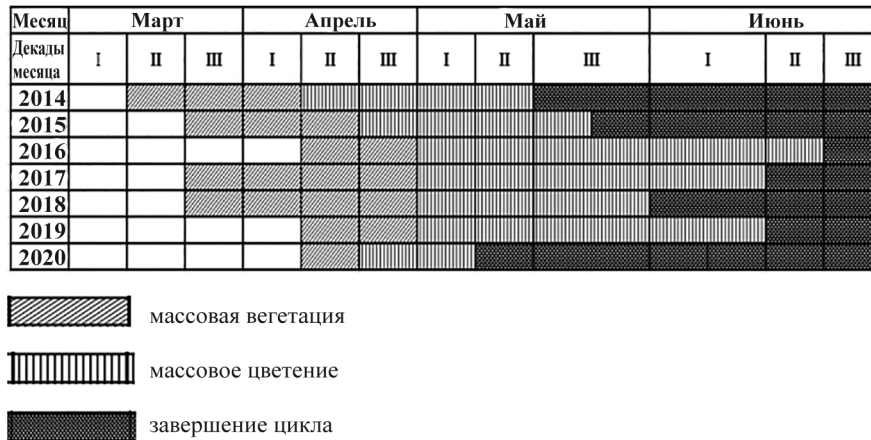 Месяц Март Апрель Май Июнь
Декады месяца I II III I II III I II III I II III
2014
2015
2016
2017
2018
2019
2020
массовая вегетация
массовое цветение
завершение цикла